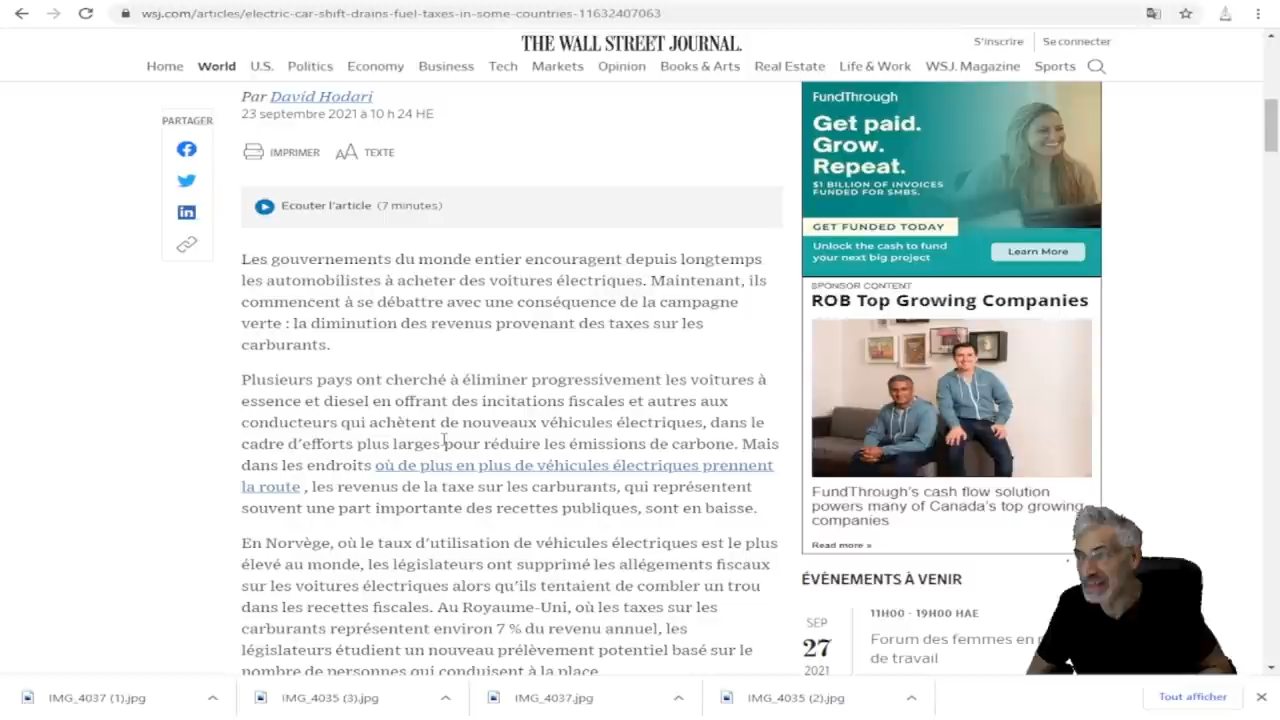 wsj.com/articles/electric-car-shift-drains-fuel-taxes-in-some-countries-11632407063
THE WALL STREET JOURNAL.
S'inscrire
Se connecter
Home World U.S. Politics Economy Business Tech Markets Opinion Books & Arts Real Estate Life & Work WSJ. Magazine Sports
PARTAGER
Par David Hodari
23 septembre 2021 à 10 h 24 HE
IMPRIMER
AA TEXTE
Ecouter l'article (7 minutes)
Les gouvernements du monde entier encouragent depuis longtemps
les automobilistes à acheter des voitures électriques. Maintenant, ils
commencent à se débattre avec une conséquence de la campagne
verte : la diminution des revenus provenant des taxes sur les
carburants.
Plusieurs pays ont cherché à éliminer progressivement les voitures à
essence et diesel en offrant des incitations fiscales et autres aux
conducteurs qui achètent de nouveaux véhicules électriques, dans le
cadre d'efforts plus larges pour réduire les émissions de carbone. Mais
dans les endroits où de plus en plus de véhicules électriques prennent
la route , les revenus de la taxe sur les carburants, qui représentent
souvent une part importante des recettes publiques, sont en baisse.
En Norvège, où le taux d'utilisation de véhicules électriques est le plus
élevé au monde, les législateurs ont supprimé les allégements fiscaux
sur les voitures électriques alors qu'ils tentaient de combler un trou
dans les recettes fiscales. Au Royaume-Uni, où les taxes sur les
carburants représentent environ 7 % du revenu annuel, les
législateurs étudient un nouveau prélèvement potentiel basé sur le
nombre de personnes qui conduisent à la place.
FundThrough
Get paid.
Grow.
Repeat.
$1 BILLION OF INVOICES
FUNDED FOR SMBS.
GET FUNDED TODAY
Unlock the cash to fund
your next big project
Learn More
SPONSOR CONTENT
ROB Top Growing Companies
FundThrough's cash flow solution
powers many of Canada's top growing
companies
Read more »
ÉVÉNEMENTS À VENIR
SEP
27
2021
11H00 - 19H00 HAE
Forum des femmes en
de travail
IMG_4037 (1).jpg
IMG_4035 (3).jpg
IMG_4037.jpg
IMG_4035 (2).jpg
Tout afficher